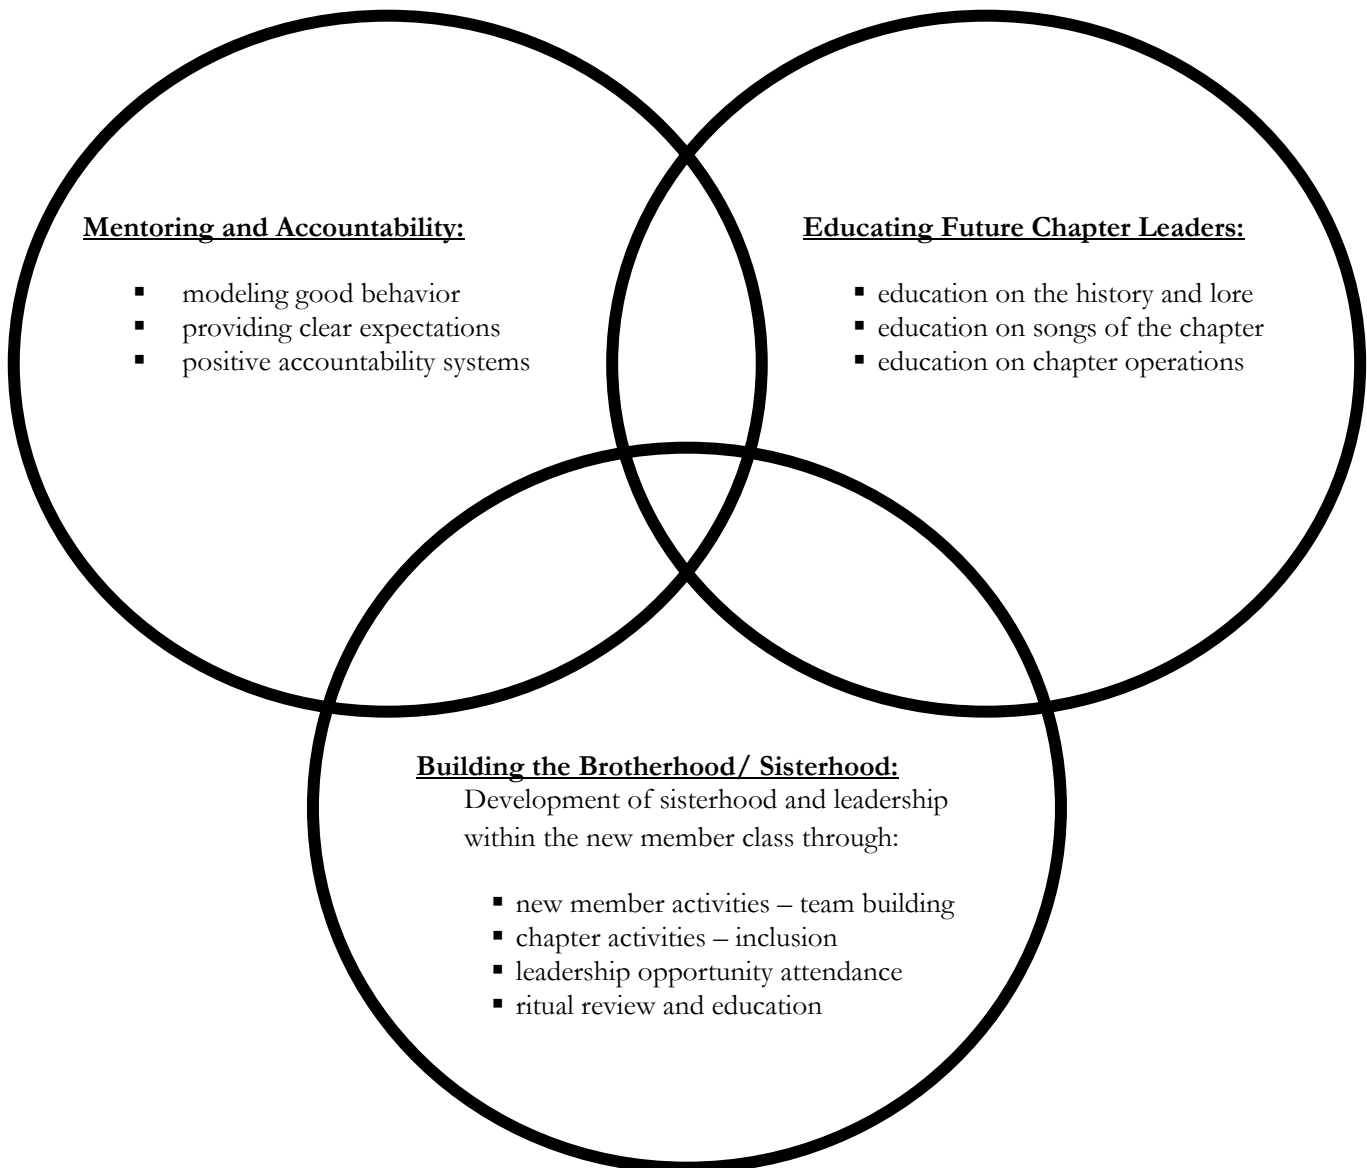 Mentoring and Accountability:
▪ modeling good behavior
▪ providing clear expectations
▪ positive accountability systems
Educating Future Chapter Leaders:
▪ education on the history and lore
▪ education on songs of the chapter
▪ education on chapter operations
Building the Brotherhood/ Sisterhood:
Development of sisterhood and leadership
within the new member class through:
▪ new member activities – team building
▪ chapter activities – inclusion
▪ leadership opportunity attendance
▪ ritual review and education